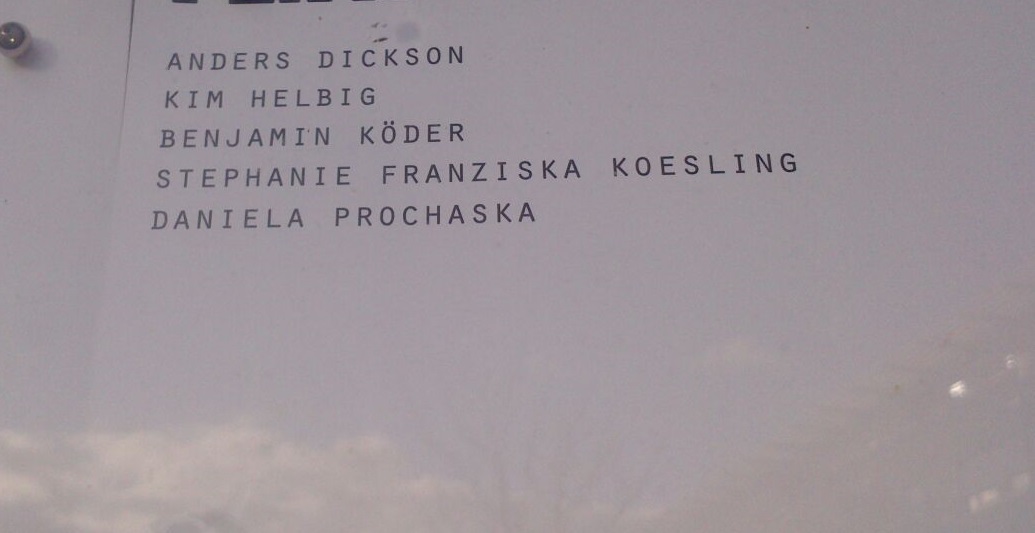 ANDERS DICKSON
KIM HELBIG
BENJAMIN KÖDER
STEPHANIE FRANZISKA KOESLING
DANIELA PROCHASKA